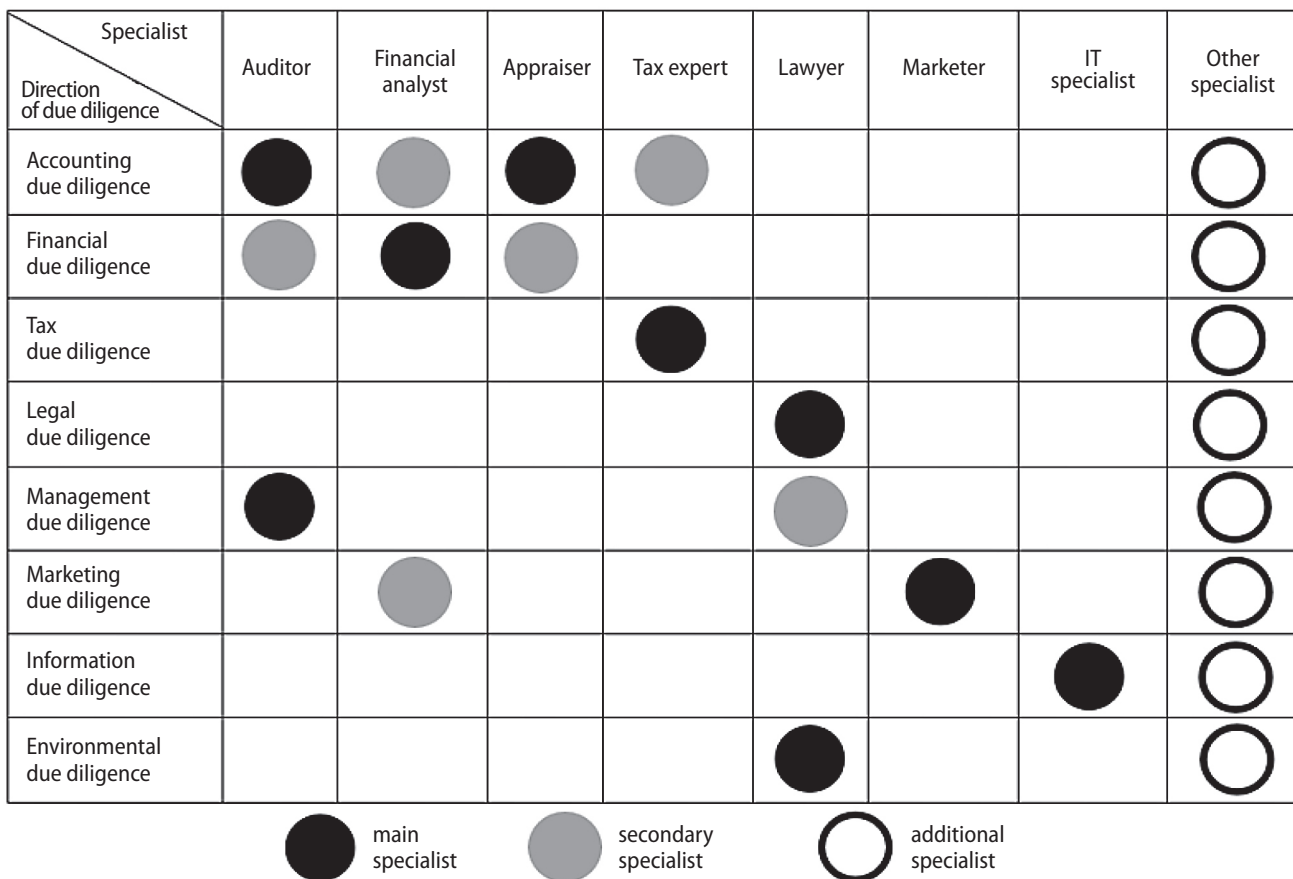 Specialist
Direction
of due diligence
Auditor
Financial
analyst
Appraiser
Tax expert
Lawyer
Marketer
IT
specialist
Other
specialist
Accounting
due diligence
Financial
due diligence
Tax
due diligence
Legal
due diligence
Management
due diligence
Marketing
due diligence
Information
due diligence
Environmental
due diligence
main
specialist
secondary
specialist
additional
specialist